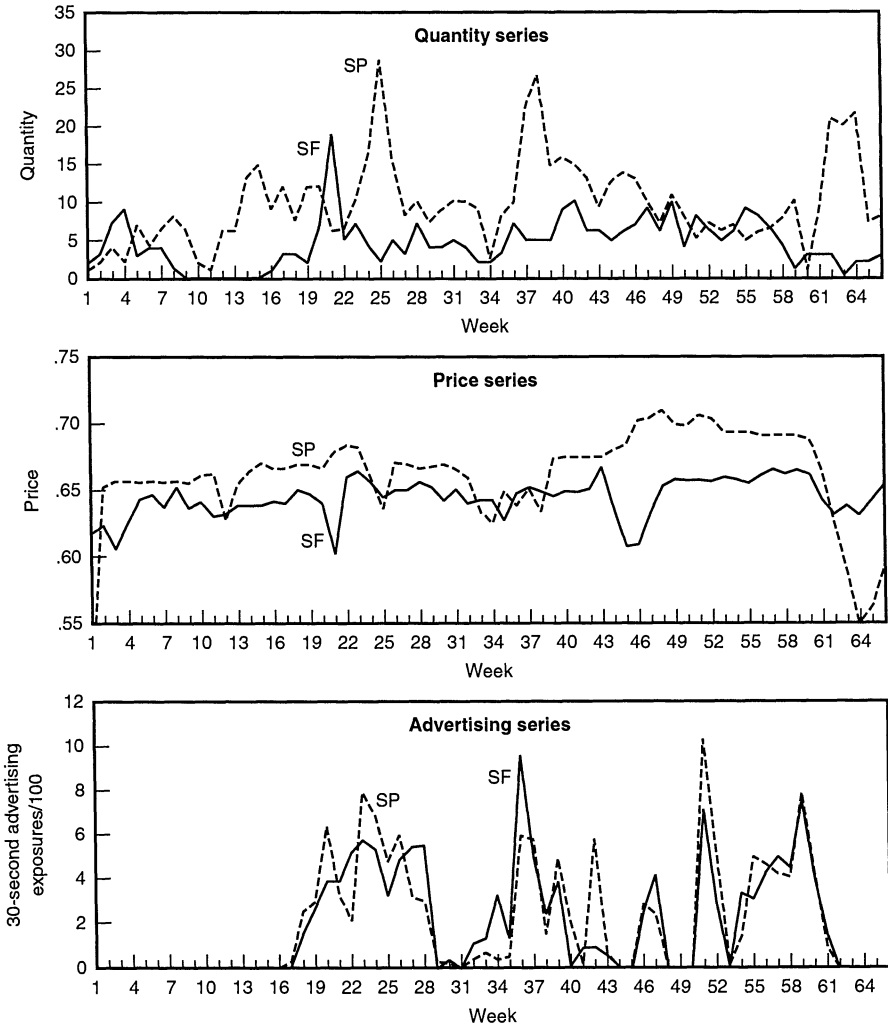 Quantity series
35
30
25
20
15
10
5
0
Quantity
SP
SF
1 4 7 10 13 16 19 22 25 28 31 34 37 40 43 46 49 52 55 58 61 64
Week
Price series
.75
.70
.65
.60
.55
Price
SP
SF
1 4 7 10 13 16 19 22 25 28 31 34 37 40 43 46 49 52 55 58 61 64
Week
Advertising series
12
10
8
6
4
2
0
30-second advertising
exposures/100
SF
SP
1 4 7 10 13 16 19 22 25 28 31 34 37 40 43 46 49 52 55 58 61 64
Week